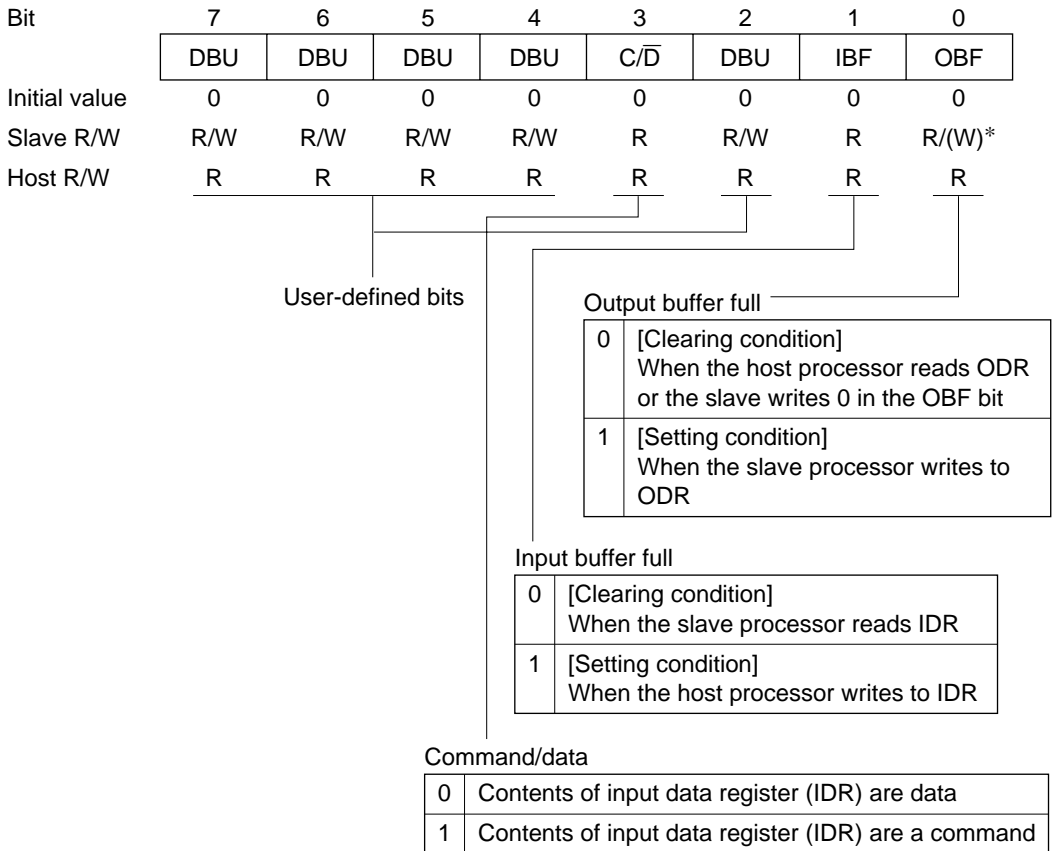 Bit 7 6 5 4 3 2 1 0
DBU DBU DBU DBU C/D̅ DBU IBF OBF
Initial value 0 0 0 0 0 0 0 0
Slave R/W R/W R/W R/W R/W R R/W R R/(W)*
Host R/W R R R R R R R R
User-defined bits
Output buffer full
0 [Clearing condition]
When the host processor reads ODR
or the slave writes 0 in the OBF bit
1 [Setting condition]
When the slave processor writes to
ODR
Input buffer full
0 [Clearing condition]
When the slave processor reads IDR
1 [Setting condition]
When the host processor writes to IDR
Command/data
0 Contents of input data register (IDR) are data
1 Contents of input data register (IDR) are a command